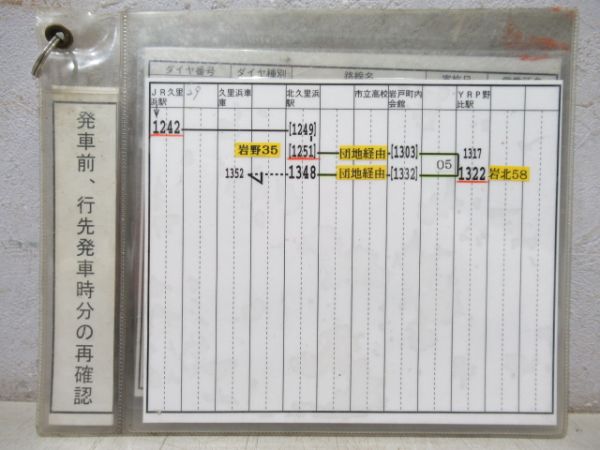 発車前、行先発車時分の再確認
ダイヤ番号 ダイヤ種別 路線名
JR久里浜駅 29 久里浜車庫 北久里浜駅 市立高校 岩戸町内会館 YRP野比駅
1242 [1249]
岩野35 [1251] 団地経由 [1303] 05 1317
1352 1348 団地経由 [1332] 1322 岩北58